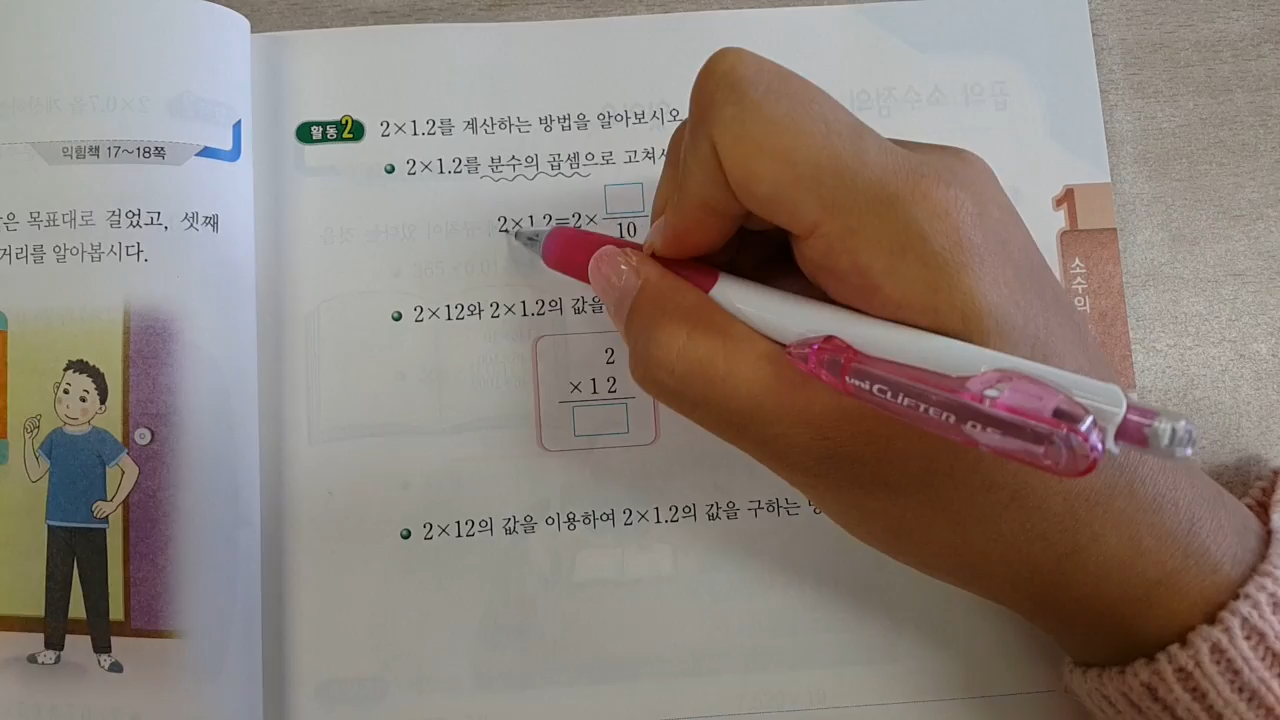 익힘책 17~18쪽
은 목표대로 걸었고, 셋째
거리를 알아봅시다.
활동 2 2×1.2를 계산하는 방법을 알아보시오
2×1.2를 분수의 곱셈으로 고쳐서
2×1.2=2×□/10
2×12와 2×1.2의 값을
2
×12
2×12의 값을 이용하여 2×1.2의 값을 구하는
1
소수의
uni CLiFTER 0.5